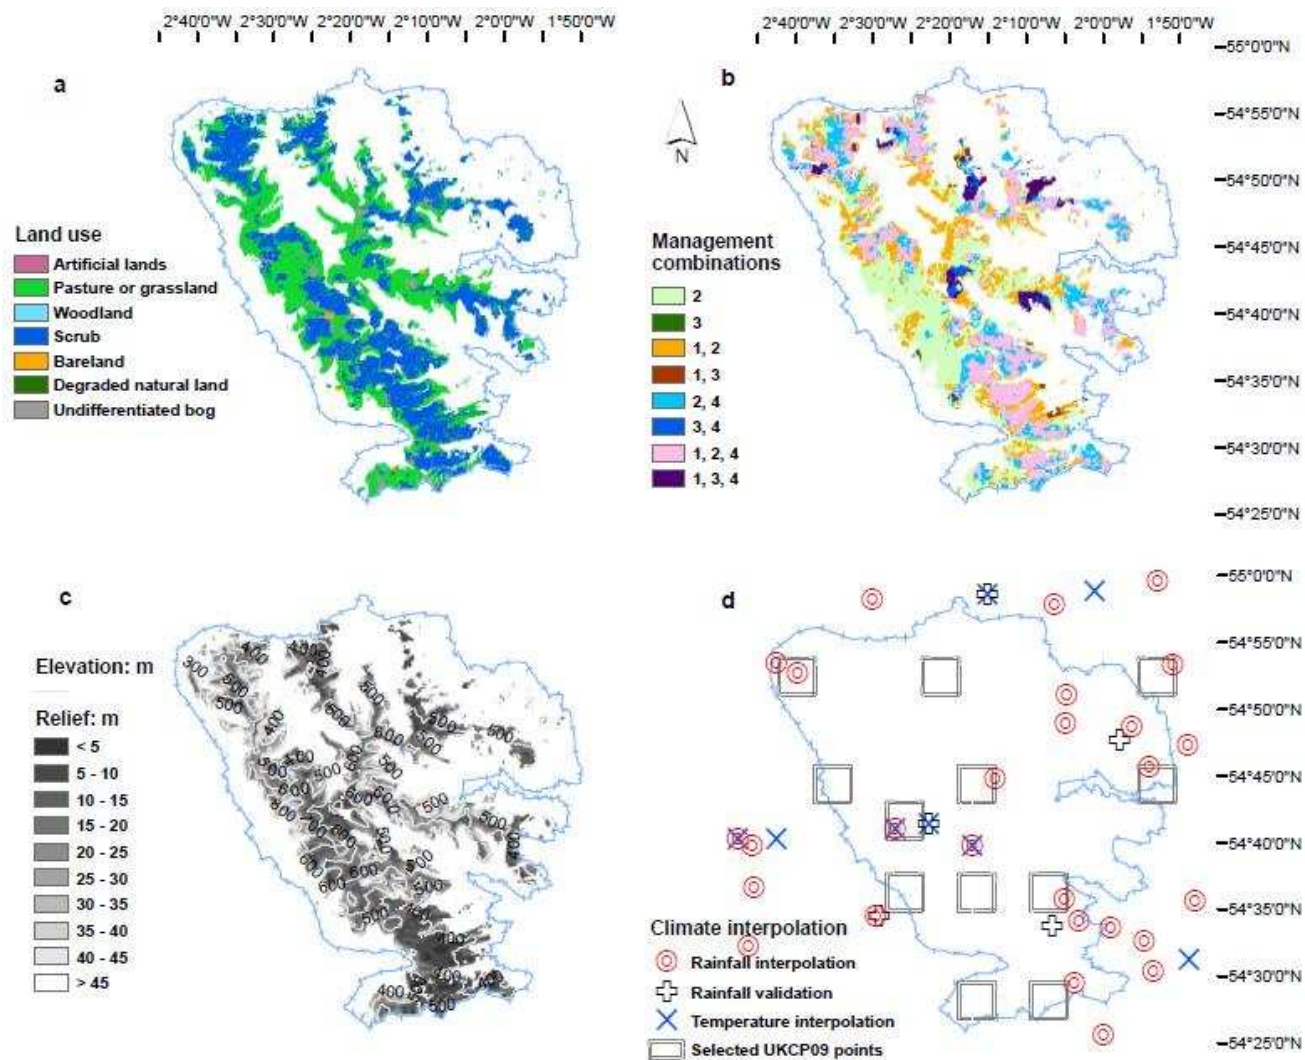 2°40'0"W 2°30'0"W 2°20'0"W 2°10'0"W 2°0'0"W 1°50'0"W
2°40'0"W 2°30'0"W 2°20'0"W 2°10'0"W 2°0'0"W 1°50'0"W
a
Land use
Artificial lands
Pasture or grassland
Woodland
Scrub
Bareland
Degraded natural land
Undifferentiated bog
b
N
Management
combinations
2
3
1, 2
1, 3
2, 4
3, 4
1, 2, 4
1, 3, 4
55°0'0"N
54°55'0"N
54°50'0"N
54°45'0"N
54°40'0"N
54°35'0"N
54°30'0"N
54°25'0"N
c
Elevation: m
Relief: m
< 5
5 - 10
10 - 15
15 - 20
20 - 25
25 - 30
30 - 35
35 - 40
40 - 45
> 45
d
Climate interpolation
Rainfall interpolation
Rainfall validation
Temperature interpolation
Selected UKCP09 points
55°0'0"N
54°55'0"N
54°50'0"N
54°45'0"N
54°40'0"N
54°35'0"N
54°30'0"N
54°25'0"N